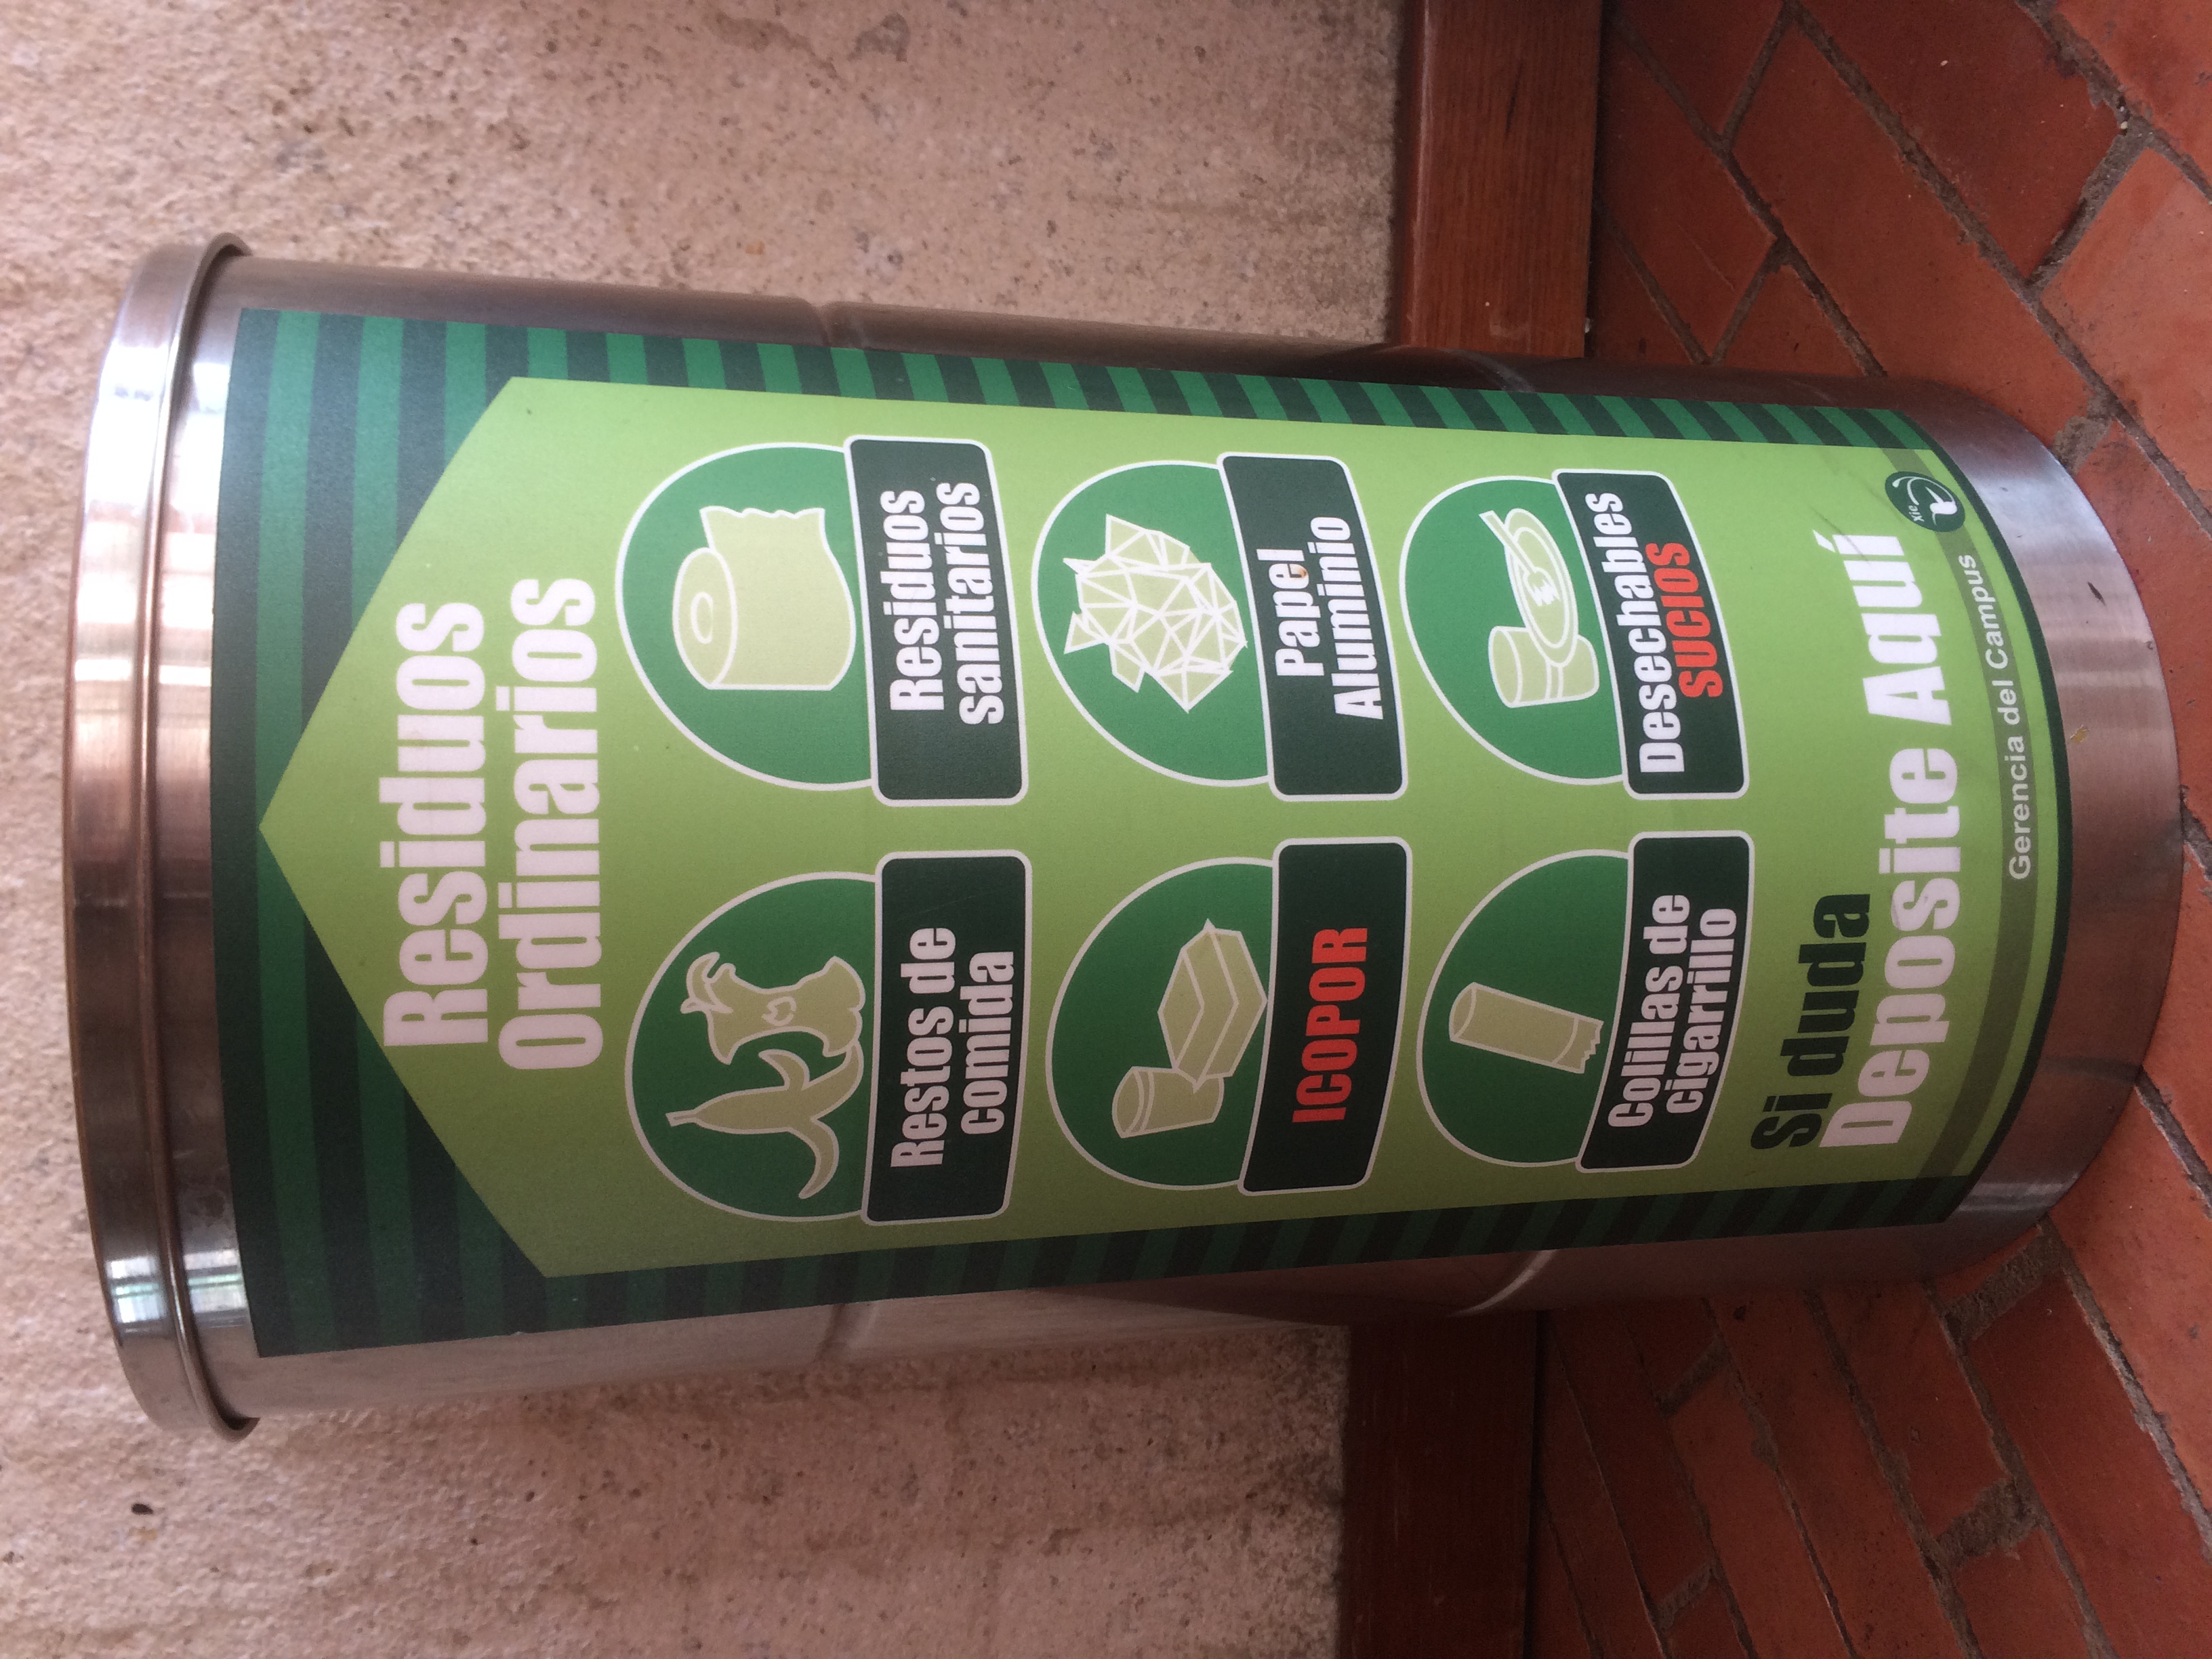 Residuos
Ordinarios
Restos de
comida
Residuos
sanitarios
ICOPOR
Papel
Aluminio
Colillas de
cigarrillo
Desechables
SUCIOS
Si duda
Deposite Aquí
Xie
Gerencia del Campus